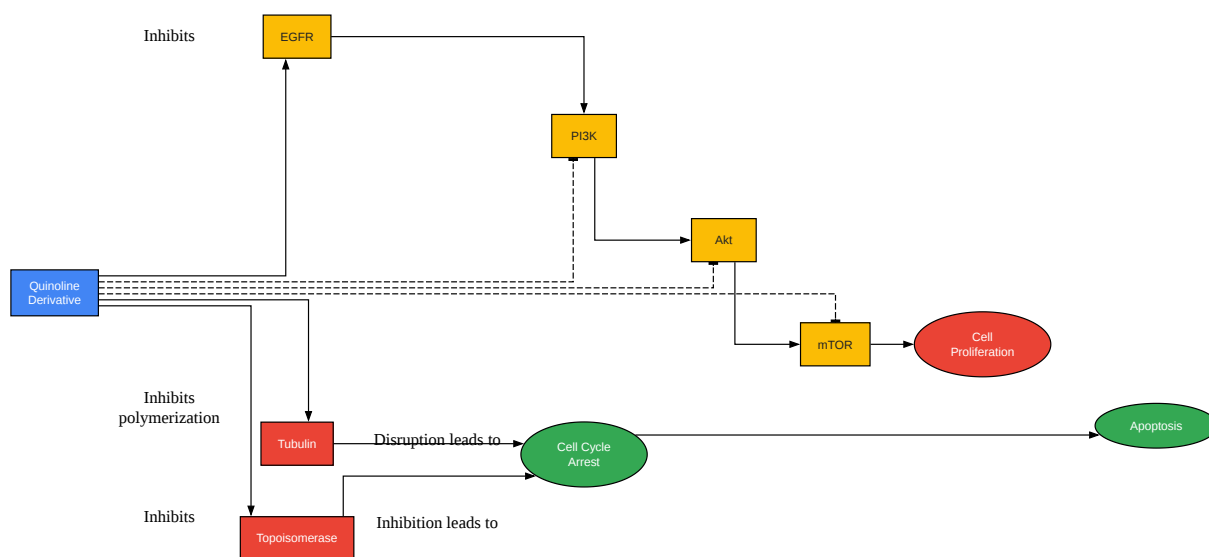 Inhibits
EGFR
PI3K
Akt
Quinoline
Derivative
mTOR
Cell
Proliferation
Inhibits
polymerization
Tubulin
Disruption leads to
Cell Cycle
Arrest
Apoptosis
Inhibits
Topoisomerase
Inhibition leads to